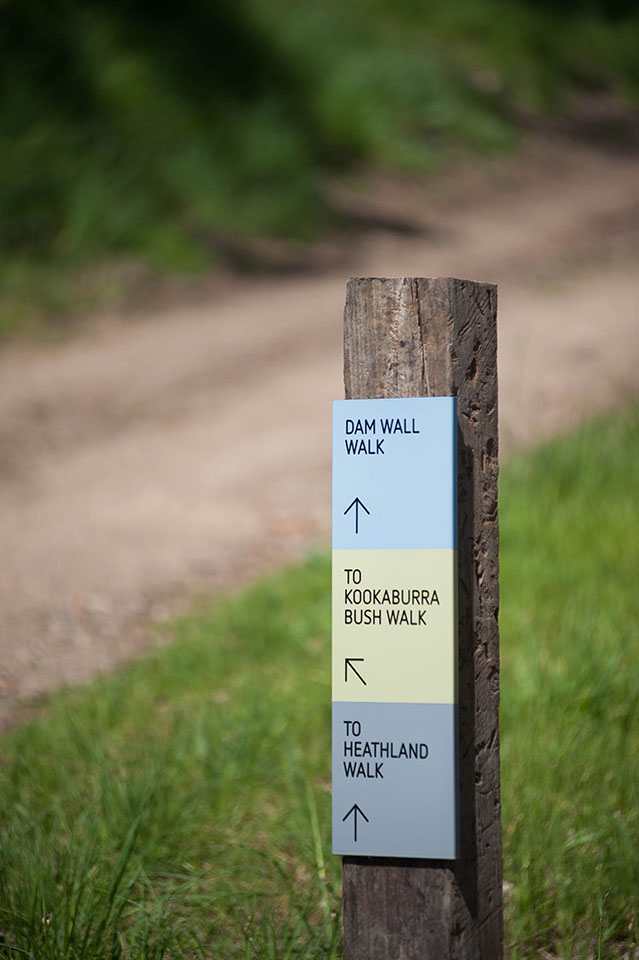 DAM WALL
WALK
↑
TO
KOOKABURRA
BUSH WALK
↖
TO
HEATHLAND
WALK
↑